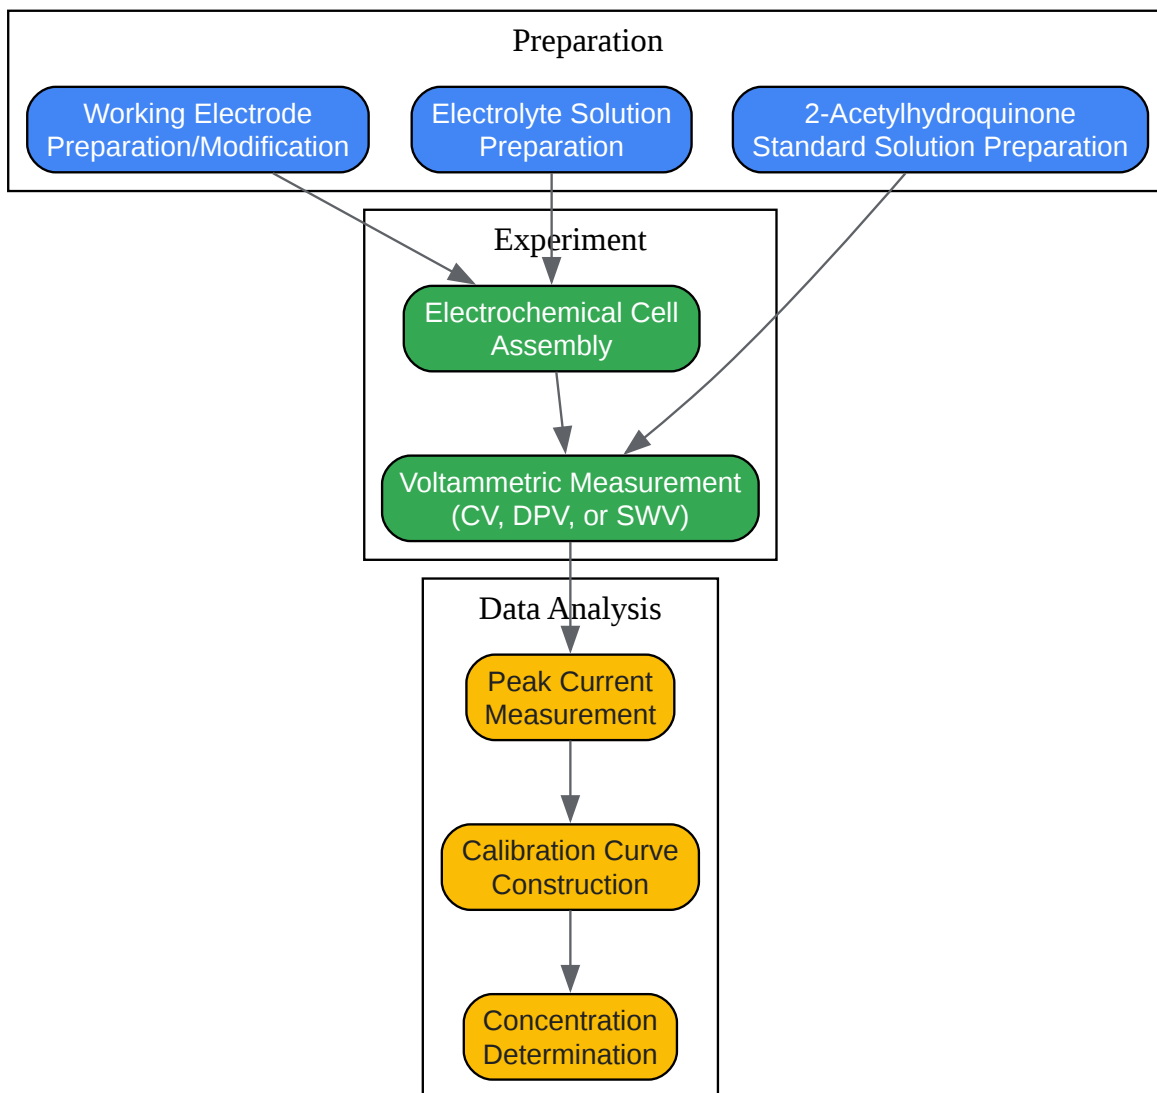 Preparation
Working Electrode
Preparation/Modification
Electrolyte Solution
Preparation
2-Acetylhydroquinone
Standard Solution Preparation
Experiment
Electrochemical Cell
Assembly
Voltammetric Measurement
(CV, DPV, or SWV)
Data Analysis
Peak Current
Measurement
Calibration Curve
Construction
Concentration
Determination